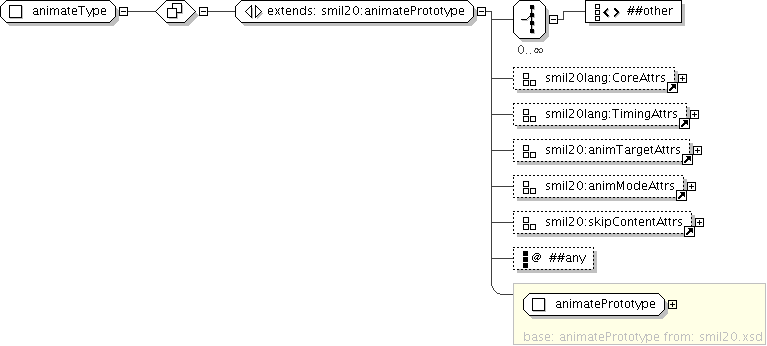 animateType
extends: smil20:animatePrototype
##other
0..∞
smil20lang:CoreAttrs
smil20lang:TimingAttrs
smil20:animTargetAttrs
smil20:animModeAttrs
smil20:skipContentAttrs
@ ##any
animatePrototype
base: animatePrototype from: smil20.xsd